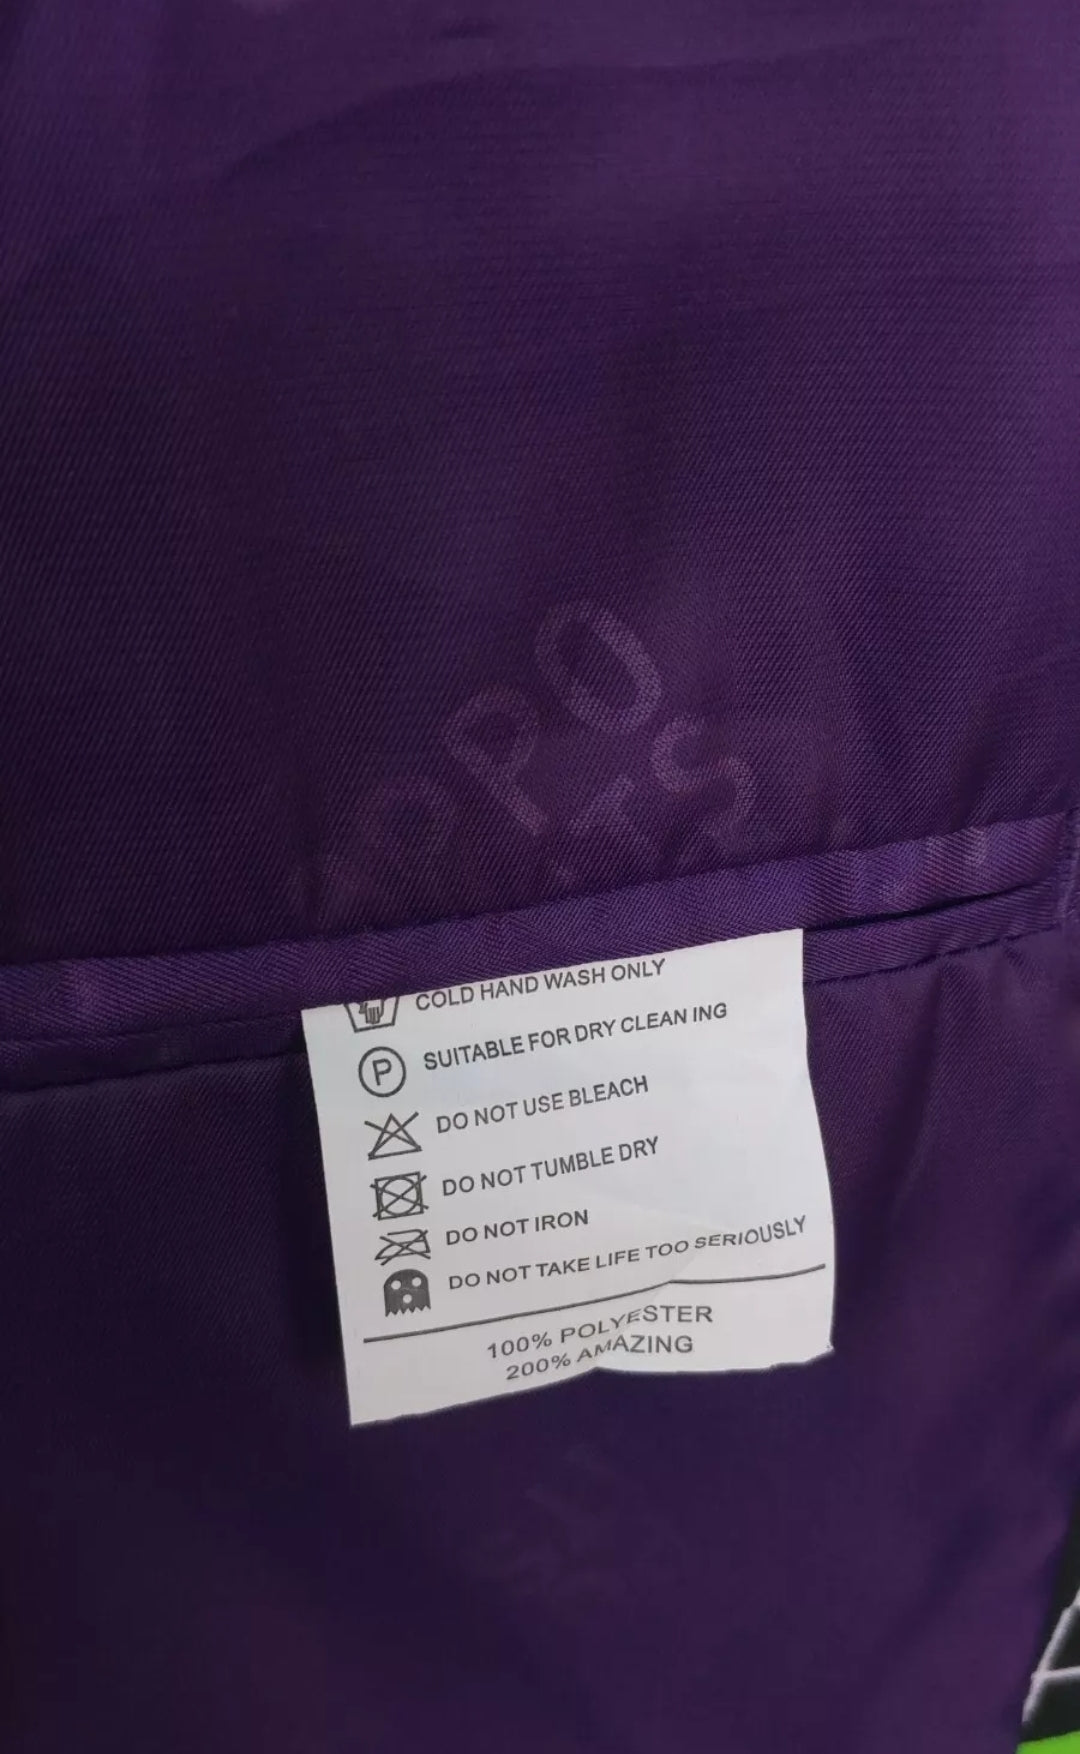 COLD HAND WASH ONLY
P
SUITABLE FOR DRY CLEAN ING
DO NOT USE BLEACH
DO NOT TUMBLE DRY
DO NOT IRON
DO NOT TAKE LIFE TOO SERIOUSLY
100% POLYESTER
200% AMAZING